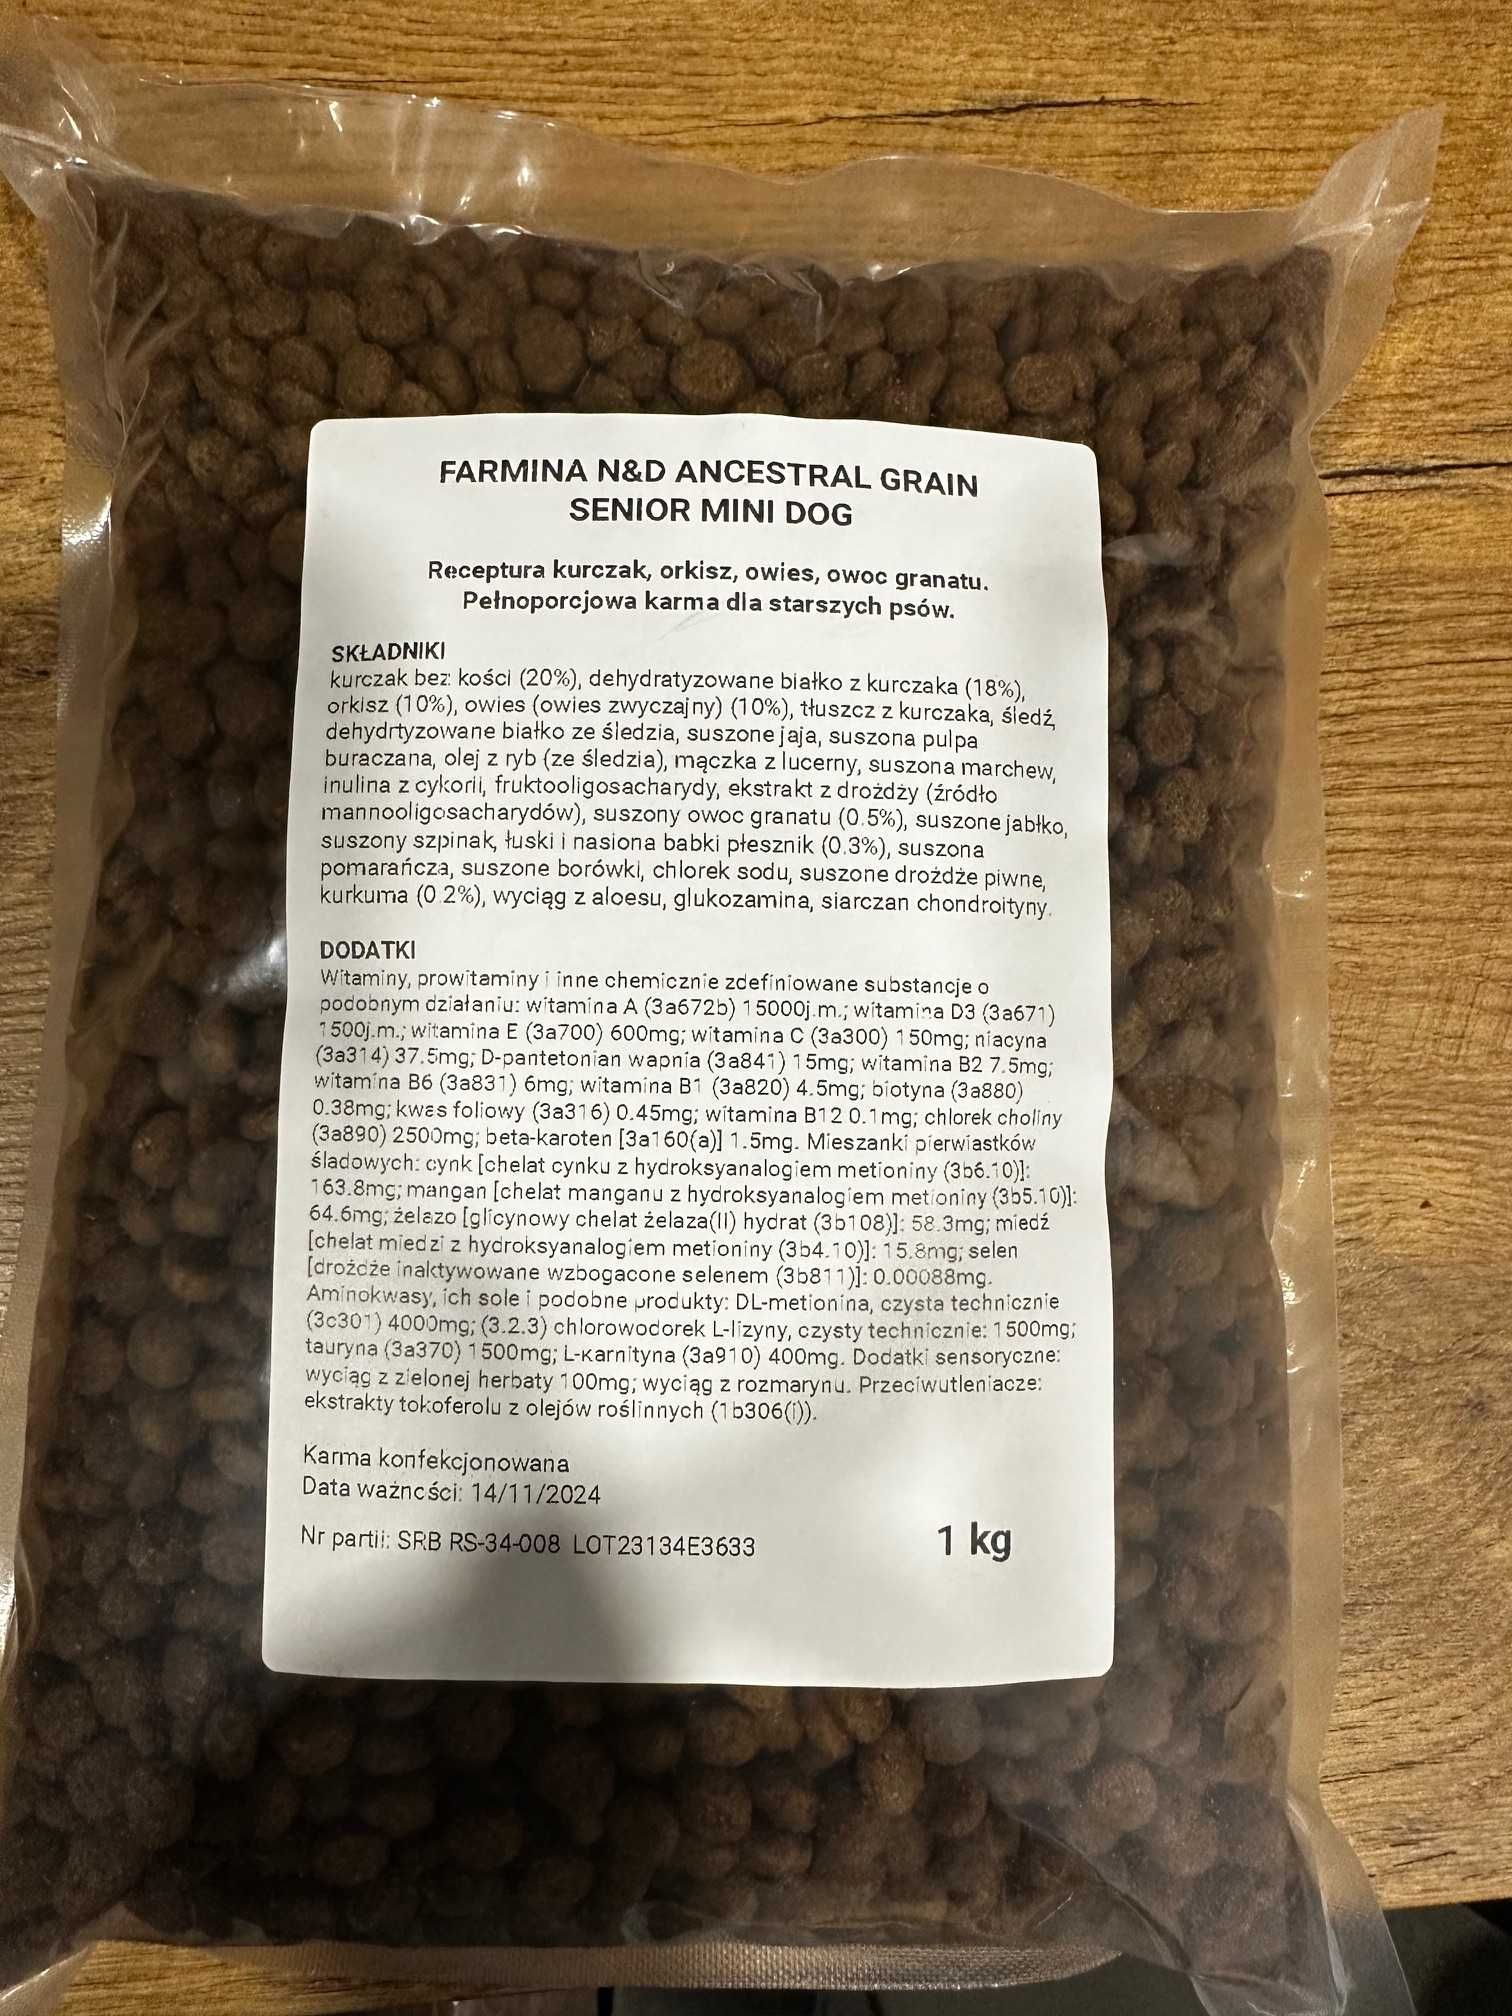 FARMINA N&D ANCESTRAL GRAIN
SENIOR MINI DOG
Receptura kurczak, orkisz, owies, owoc granatu.
Pełnoporcjowa karma dla starszych psów.
SKŁADNIKI
kurczak bez kości (20%), dehydratyzowane białko z kurczaka (18%),
orkisz (10%), owies (owies zwyczajny) (10%), tłuszcz z kurczaka, śledź,
dehydrtyzowane białko ze śledzia, suszone jaja, suszona pulpa
buraczana, olej z ryb (ze śledzia), mączka z lucerny, suszona marchew,
inulina z cykorii, fruktooligosacharydy, ekstrakt z drożdży (źródło
mannooligosacharydów), suszony owoc granatu (0.5%), suszone jabłko,
suszony szpinak, łuski i nasiona babki płesznik (0.3%), suszona
pomarańcza, suszone borówki, chlorek sodu, suszone drożdże piwne,
kurkuma (0.2%), wyciąg z aloesu, glukozamina, siarczan chondroityny.
DODATKI
Witaminy, prowitaminy i inne chemicznie zdefiniowane substancje o
podobnym działaniu: witamina A (3a672b) 15000j.m.; witamina D3 (3a671)
1500j.m.; witamina E (3a700) 600mg; witamina C (3a300) 150mg; niacyna
(3a314) 37.5mg; D-pantetonian wapnia (3a841) 15mg; witamina B2 7.5mg;
witamina B6 (3a831) 6mg; witamina B1 (3a820) 4.5mg; biotyna (3a880)
0.38mg; kwas foliowy (3a316) 0.45mg; witamina B12 0.1mg; chlorek choliny
(3a890) 2500mg; beta-karoten [3a160(a)] 1.5mg. Mieszanki pierwiastków
śladowych: cynk [chelat cynku z hydroksyanalogiem metioniny (3b6.10)]:
163.8mg; mangan [chelat manganu z hydroksyanalogiem metioniny (3b5.10)]:
64.6mg; żelazo [glicynowy chelat żelaza(II) hydrat (3b108)]: 58.3mg; miedź
[chelat miedzi z hydroksyanalogiem metioniny (3b4.10)]: 15.8mg; selen
[drożdże inaktywowane wzbogacone selenem (3b811)]: 0.00088mg.
Aminokwasy, ich sole i podobne produkty: DL-metionina, czysta technicznie
(3c301) 4000mg; (3.2.3) chlorowodorek L-lizyny, czysty technicznie: 1500mg;
tauryna (3a370) 1500mg; L-karnityna (3a910) 400mg. Dodatki sensoryczne:
wyciąg z zielonej herbaty 100mg; wyciąg z rozmarynu. Przeciwutleniacze:
ekstrakty tokoferolu z olejów roślinnych (1b306(i)).
Karma konfekcjonowana
Data ważności: 14/11/2024
Nr partii: SRB RS-34-008 LOT23134E3633
1 kg